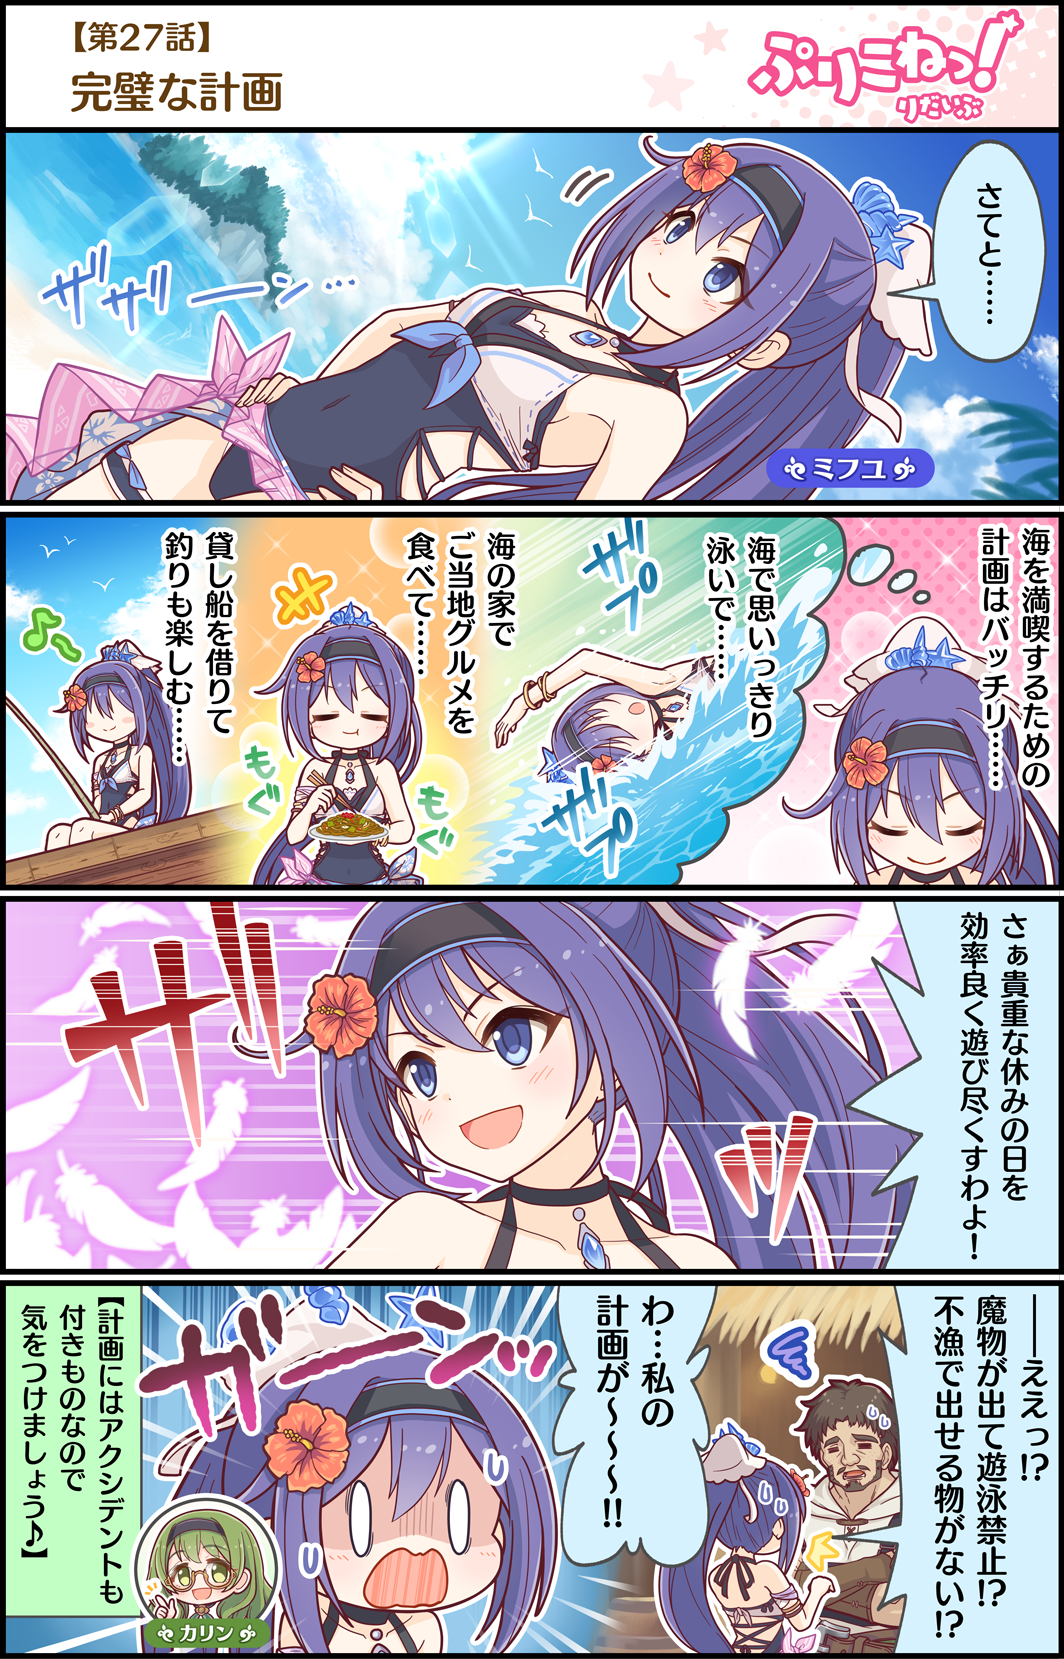 【第27話】
完璧な計画
ぷりこねっ!
りだいぶ
さてと……
ザザザーン…
ミフユ
海を満喫するための
計画はバッチリ……
海で思いっきり
泳いで……
ザパッ
ザパッ
海の家で
ご当地グルメを
食べて……
もぐ
もぐ
貸し船を借りて
釣りも楽しむ……
さぁ貴重な休みの日を
効率良く遊び尽くすわよ！
ザッ
――ええっ!?
魔物が出て遊泳禁止!?
不漁で出せる物がない!?
わ…私の
計画が～～～～!!
ガーーンッ
【計画にはアクシデントも
付きものなので
気をつけましょう♪】
カリン